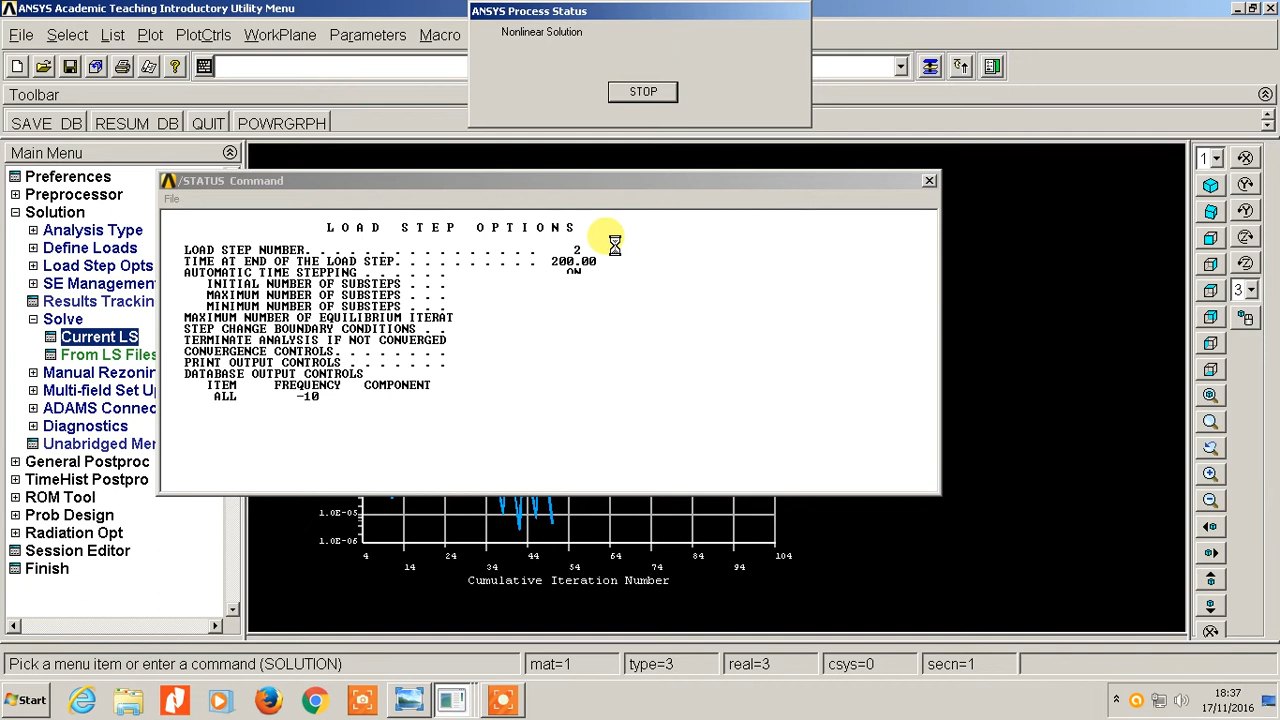 ANSYS Academic Teaching Introductory Utility Menu
ANSYS Process Status
File Select List Plot PlotCtrls WorkPlane Parameters Macro
Nonlinear Solution
STOP
Toolbar
SAVE_DB RESUM_DB QUIT POWRGRPH
Main Menu
Preferences
Preprocessor
Solution
Analysis Type
Define Loads
Load Step Opts
SE Management
Results Trackin
Solve
Current LS
From LS Files
Manual Rezonin
Multi-field Set Up
ADAMS Connec
Diagnostics
Unabridged Men
General Postproc
TimeHist Postpro
ROM Tool
Prob Design
Radiation Opt
Session Editor
Finish
/STATUS Command
File
L O A D S T E P O P T I O N S
LOAD STEP NUMBER. . . . . . . . . . . . . . . . 2
TIME AT END OF THE LOAD STEP. . . . . . . . . . 200.00
AUTOMATIC TIME STEPPING . . . . . . ON
INITIAL NUMBER OF SUBSTEPS . . .
MAXIMUM NUMBER OF SUBSTEPS . . .
MINIMUM NUMBER OF SUBSTEPS . . .
MAXIMUM NUMBER OF EQUILIBRIUM ITERAT
STEP CHANGE BOUNDARY CONDITIONS . .
TERMINATE ANALYSIS IF NOT CONVERGED
CONVERGENCE CONTROLS. . . . . . . .
PRINT OUTPUT CONTROLS . . . . . . .
DATABASE OUTPUT CONTROLS
ITEM FREQUENCY COMPONENT
ALL -10
1.0E-05
1.0E-06
4 24 44 64 84 104
14 34 54 74 94
Cumulative Iteration Number
1
3
Pick a menu item or enter a command (SOLUTION) mat=1 type=3 real=3 csys=0 secn=1
Start
18:37
17/11/2016